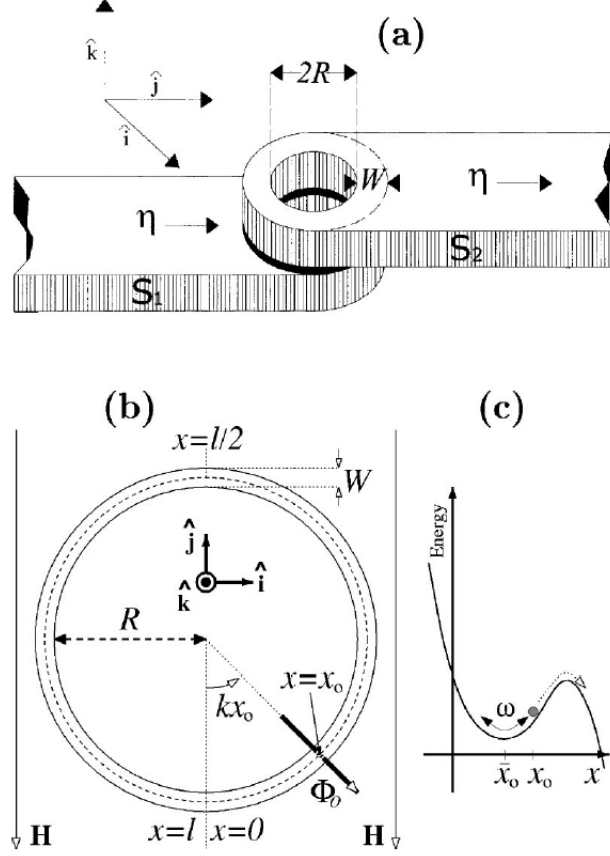 (a)
k̂
ĵ
î
2R
W
η
η
S₁
S₂
(b)
(c)
x=l/2
W
ĵ
k̂
î
R
kx₀
x=x₀
Φ₀
x=l
x=0
H
H
Energy
ω
x̄₀
x₀
x